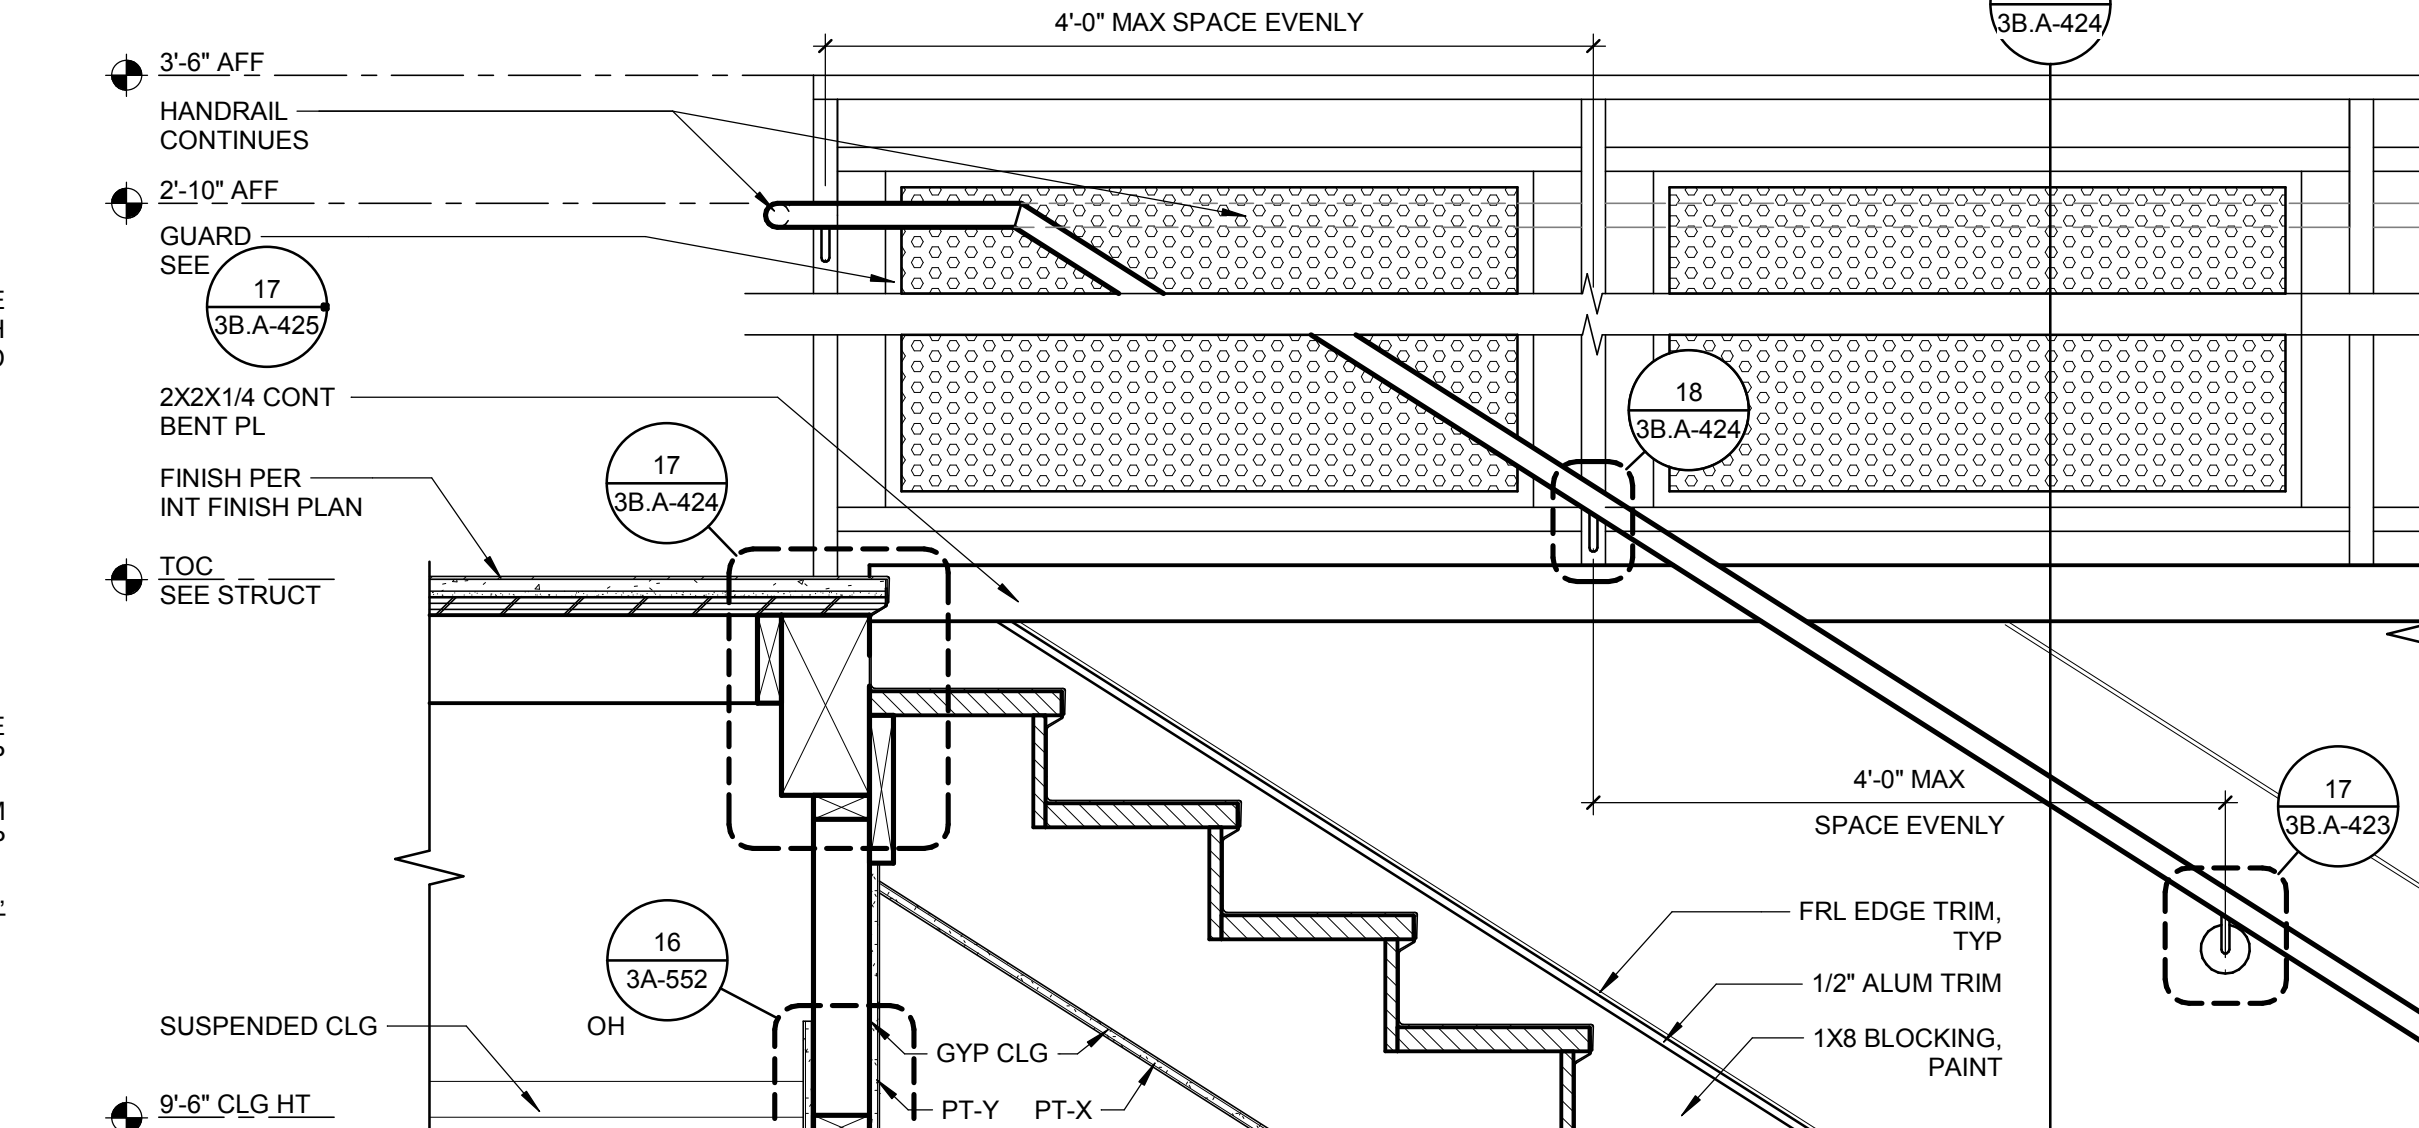 4'-0" MAX SPACE EVENLY
3B.A-424
3'-6" AFF
HANDRAIL
CONTINUES
2'-10" AFF
GUARD
SEE
17
3B.A-425
2X2X1/4 CONT
BENT PL
18
3B.A-424
17
3B.A-424
FINISH PER
INT FINISH PLAN
TOC
SEE STRUCT
4'-0" MAX
SPACE EVENLY
17
3B.A-423
FRL EDGE TRIM,
TYP
16
3A-552
1/2" ALUM TRIM
SUSPENDED CLG
OH
GYP CLG
1X8 BLOCKING,
PAINT
9'-6" CLG HT
PT-Y
PT-X